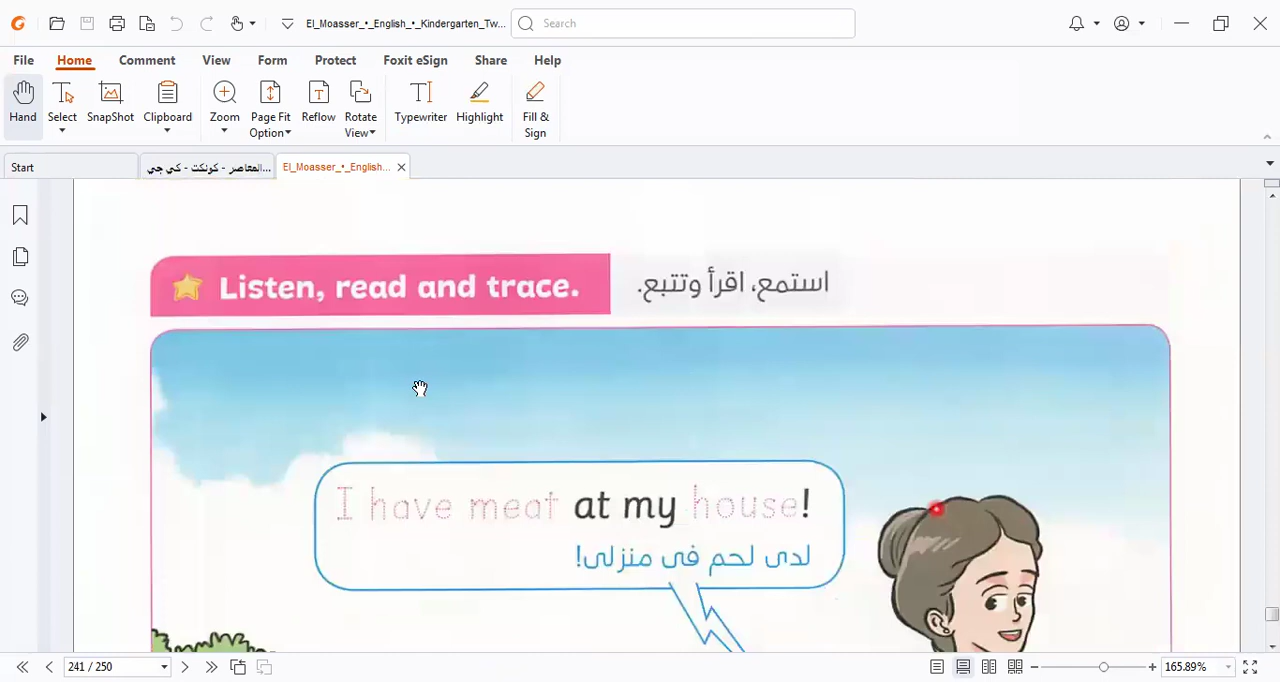 El_Moasser_•_English_•_Kindergarten_Tw...
Search
File Home Comment View Form Protect Foxit eSign Share Help
Hand Select SnapShot Clipboard Zoom Page Fit Option Reflow Rotate View Typewriter Highlight Fill & Sign
Start
المعاصر - كونكت - كي جي...
El_Moasser_•_English...
Listen, read and trace.
استمع، اقرأ وتتبع.
I have meat at my house!
لدى لحم فى منزلى!
241 / 250
165.89%